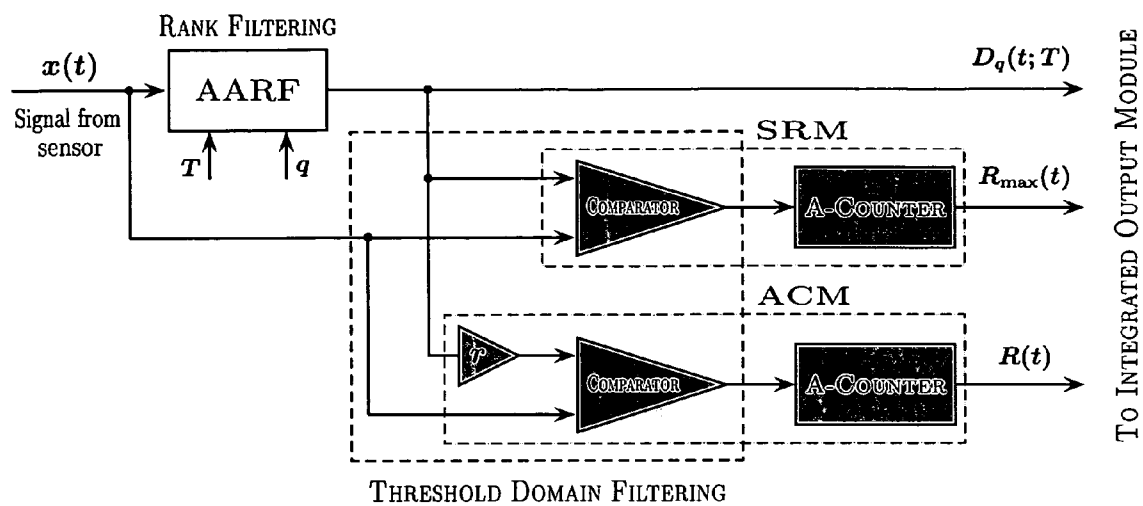 RANK FILTERING
x(t)
AARF
Signal from
sensor
T
q
D_q(t; T)
SRM
COMPARATOR
A-COUNTER
R_max(t)
ACM
r
COMPARATOR
A-COUNTER
R(t)
THRESHOLD DOMAIN FILTERING
TO INTEGRATED OUTPUT MODULE